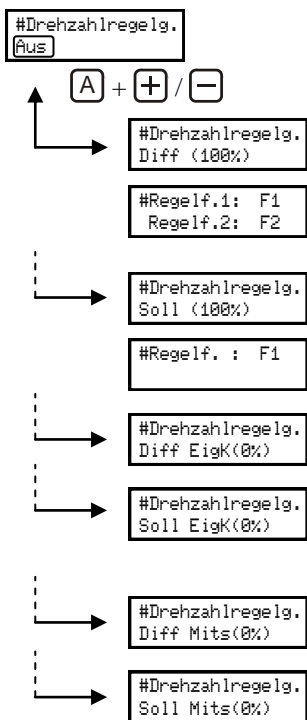 #Drehzahlregelg.
Aus
A + + / −
#Drehzahlregelg.
Diff (100%)
#Regelf.1: F1
Regelf.2: F2
#Drehzahlregelg.
Soll (100%)
#Regelf. : F1
#Drehzahlregelg.
Diff EigK(0%)
#Drehzahlregelg.
Soll EigK(0%)
#Drehzahlregelg.
Diff Mits(0%)
#Drehzahlregelg.
Soll Mits(0%)